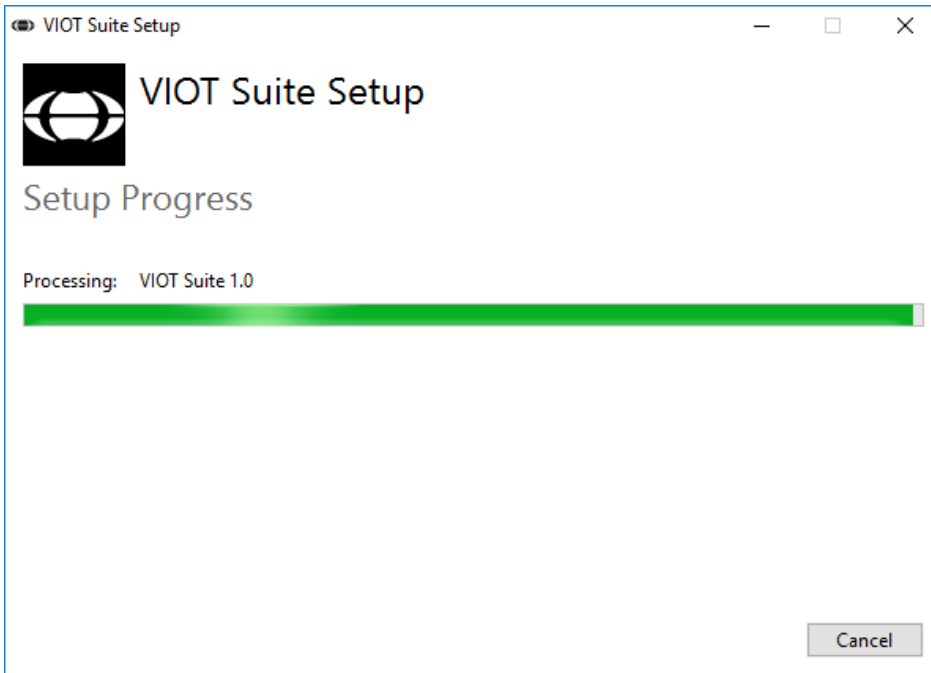 VIOT Suite Setup
VIOT Suite Setup
Setup Progress
Processing: VIOT Suite 1.0
Cancel